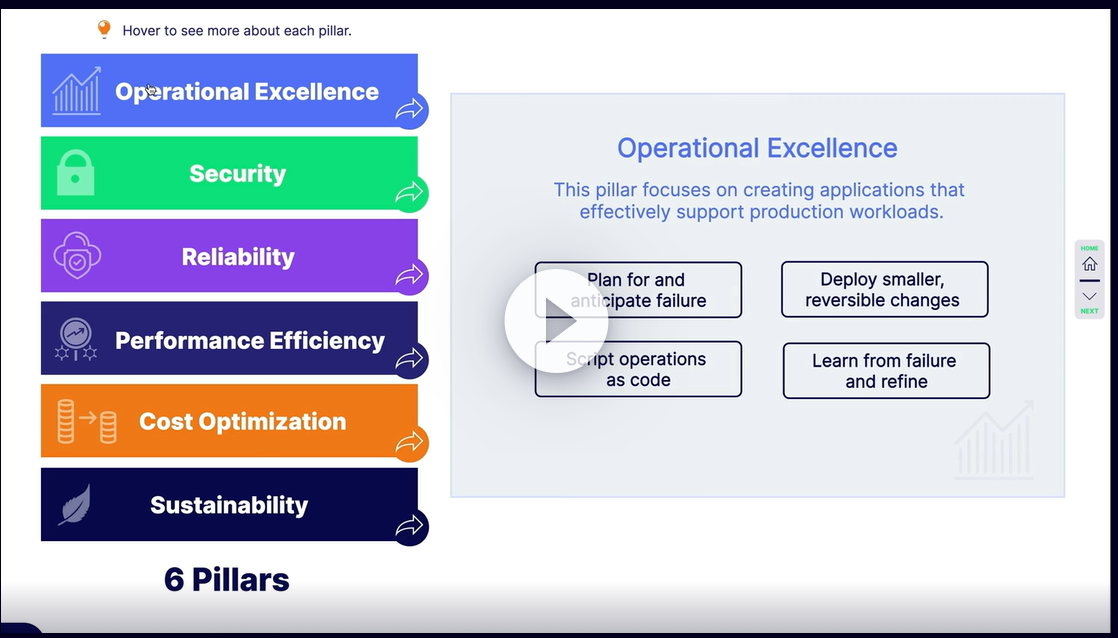 Hover to see more about each pillar.
Operational Excellence
Security
Reliability
Performance Efficiency
Cost Optimization
Sustainability
6 Pillars
Operational Excellence
This pillar focuses on creating applications that
effectively support production workloads.
Plan for and
anticipate failure
Deploy smaller,
reversible changes
Script operations
as code
Learn from failure
and refine
HOME
NEXT